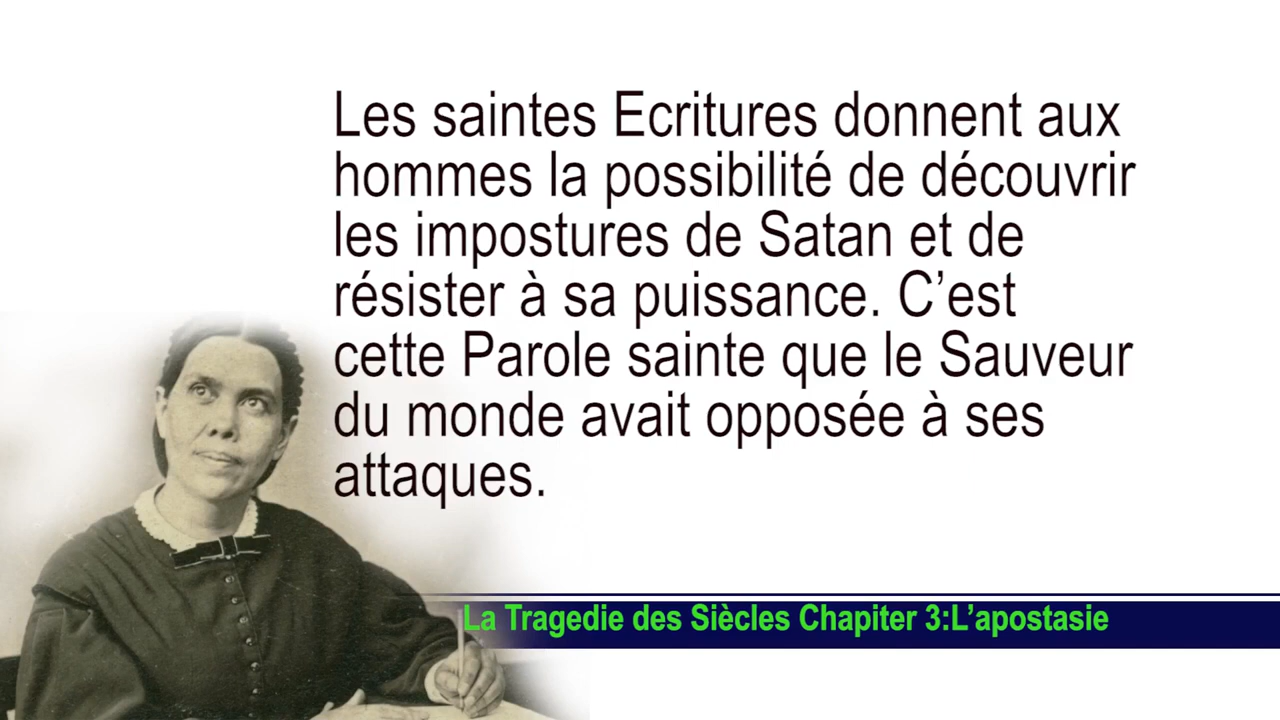 Les saintes Ecritures donnent aux
hommes la possibilité de découvrir
les impostures de Satan et de
résister à sa puissance. C’est
cette Parole sainte que le Sauveur
du monde avait opposée à ses
attaques.
La Tragedie des Siècles Chapiter 3:L’apostasie